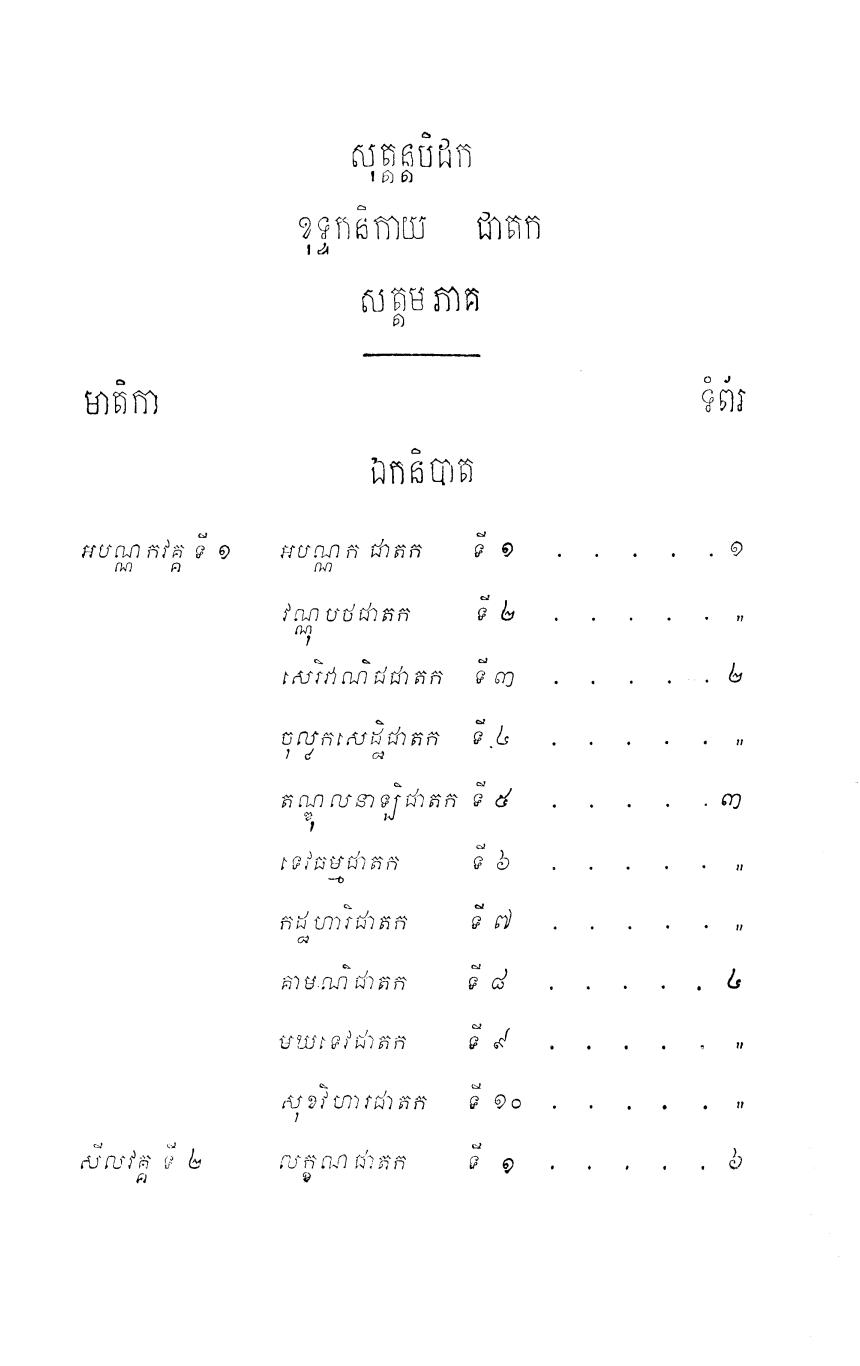 សុត្តន្តបិដក
ខុទ្ទកនិកាយ ជាតក
សត្តម ភាគ
មាតិកា ទំព័រ
ឯកនិបាត
អបណ្ណកវគ្គ ទី ១ អបណ្ណក ជាតក ទី ១ . . . . . ១
វណ្ណុបថជាតក ទី ២ . . . . . "
សេរិវាណិជជាតក ទី ៣ . . . . . ២
ចុល្លកសេដ្ឋិជាតក ទី ៤ . . . . . "
តណ្ឌុលនាឡិជាតក ទី ៥ . . . . . ៣
ទេវធម្មជាតក ទី ៦ . . . . . "
កដ្ឋហារិជាតក ទី ៧ . . . . . "
គាមណិជាតក ទី ៨ . . . . . ៤
មឃទេវជាតក ទី ៩ . . . . . "
សុខវិហារជាតក ទី ១០ . . . . . "
សីលវគ្គ ទី ២ លក្ខណជាតក ទី ១ . . . . . ៦